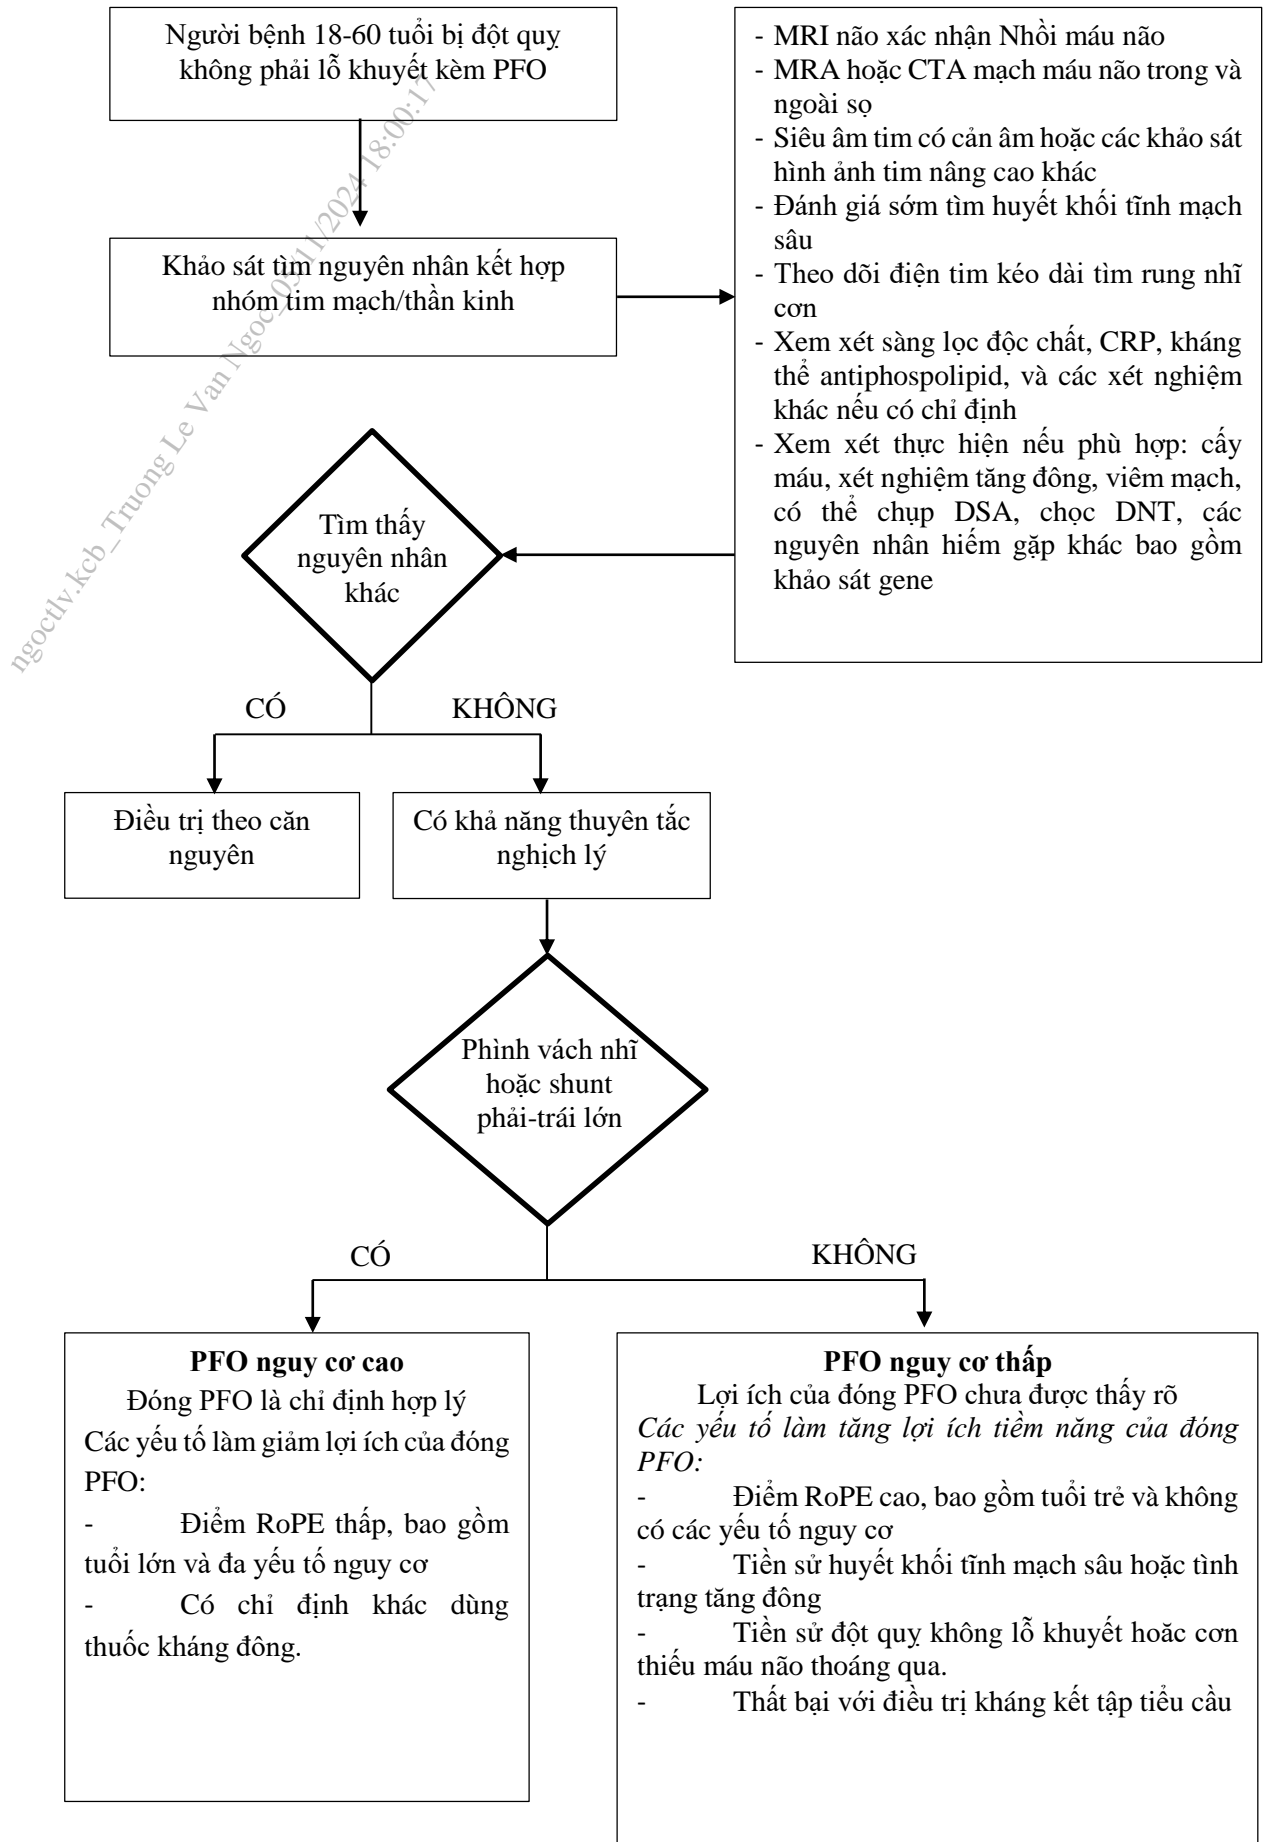 Người bệnh 18-60 tuổi bị đột quỵ
không phải lỗ khuyết kèm PFO
- MRI não xác nhận Nhồi máu não
- MRA hoặc CTA mạch máu não trong và
ngoài sọ
- Siêu âm tim có cản âm hoặc các khảo sát
hình ảnh tim nâng cao khác
- Đánh giá sớm tìm huyết khối tĩnh mạch
sâu
- Theo dõi điện tim kéo dài tìm rung nhĩ
cơn
- Xem xét sàng lọc độc chất, CRP, kháng
thể antiphospolipid, và các xét nghiệm
khác nếu có chỉ định
- Xem xét thực hiện nếu phù hợp: cấy
máu, xét nghiệm tăng đông, viêm mạch,
có thể chụp DSA, chọc DNT, các
nguyên nhân hiếm gặp khác bao gồm
khảo sát gene
Khảo sát tìm nguyên nhân kết hợp
nhóm tim mạch/thần kinh
ngoctlv.kcb_Truong Le Van Ngoc_05/11/2024 18:00:17
Tìm thấy
nguyên nhân
khác
CÓ
KHÔNG
Điều trị theo căn
nguyên
Có khả năng thuyên tắc
nghịch lý
Phình vách nhĩ
hoặc shunt
phải-trái lớn
CÓ
KHÔNG
PFO nguy cơ cao
Đóng PFO là chỉ định hợp lý
Các yếu tố làm giảm lợi ích của đóng
PFO:
- Điểm RoPE thấp, bao gồm
tuổi lớn và đa yếu tố nguy cơ
- Có chỉ định khác dùng
thuốc kháng đông.
PFO nguy cơ thấp
Lợi ích của đóng PFO chưa được thấy rõ
Các yếu tố làm tăng lợi ích tiềm năng của đóng
PFO:
- Điểm RoPE cao, bao gồm tuổi trẻ và không
có các yếu tố nguy cơ
- Tiền sử huyết khối tĩnh mạch sâu hoặc tình
trạng tăng đông
- Tiền sử đột quỵ không lỗ khuyết hoăc cơn
thiếu máu não thoáng qua.
- Thất bại với điều trị kháng kết tập tiểu cầu